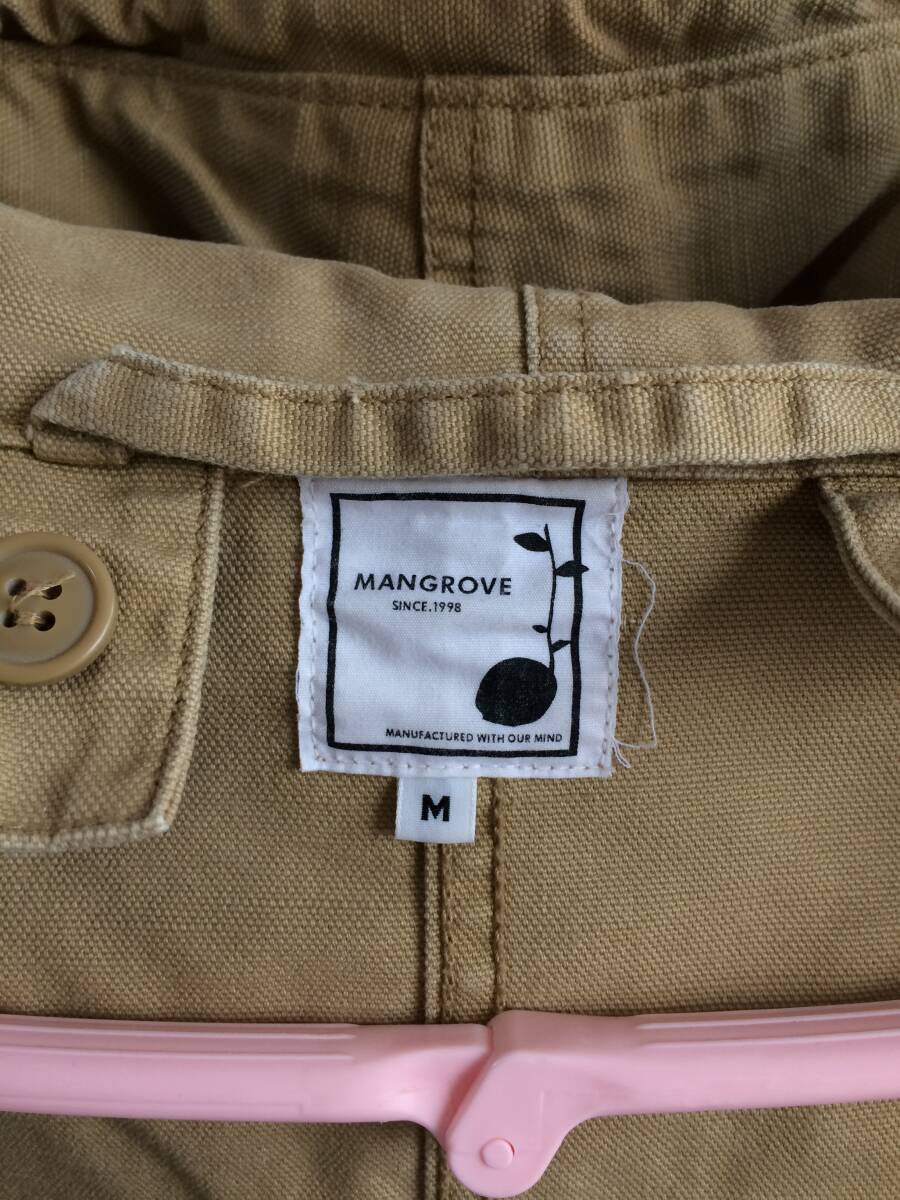 MANGROVE
SINCE.1998
MANUFACTURED WITH OUR MIND
M